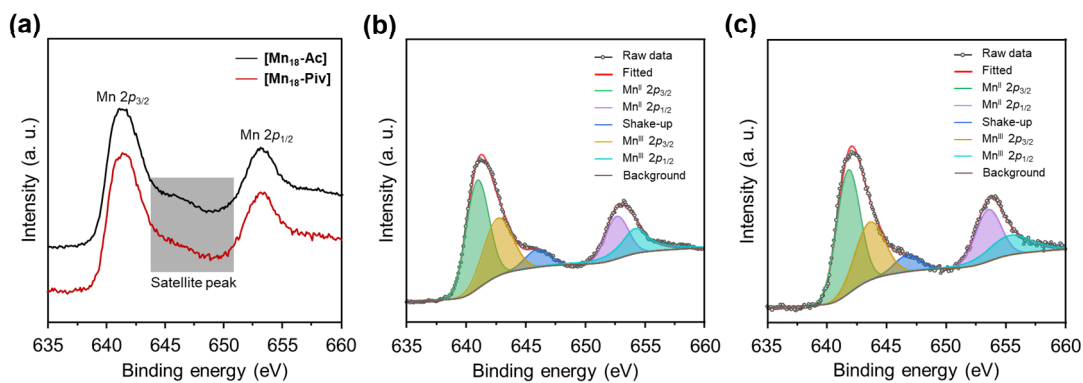 (a)
[Mn₁₈-Ac]
[Mn₁₈-Piv]
Mn 2p₃/₂
Mn 2p₁/₂
Satellite peak
Intensity (a. u.)
635 640 645 650 655 660
Binding energy (eV)
(b)
Raw data
Fitted
Mnᴵᴵ 2p₃/₂
Mnᴵᴵ 2p₁/₂
Shake-up
Mnᴵᴵᴵ 2p₃/₂
Mnᴵᴵᴵ 2p₁/₂
Background
Intensity (a. u.)
635 640 645 650 655 660
Binding energy (eV)
(c)
Raw data
Fitted
Mnᴵᴵ 2p₃/₂
Mnᴵᴵ 2p₁/₂
Shake-up
Mnᴵᴵᴵ 2p₃/₂
Mnᴵᴵᴵ 2p₁/₂
Background
Intensity (a. u.)
635 640 645 650 655 660
Binding energy (eV)